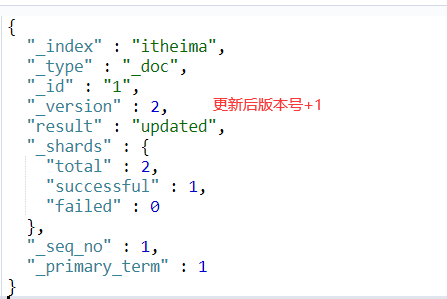 {
"_index" : "itheima",
"_type" : "_doc",
"_id" : "1",
"_version" : 2, 更新后版本号+1
"result" : "updated",
"_shards" : {
"total" : 2,
"successful" : 1,
"failed" : 0
},
"_seq_no" : 1,
"_primary_term" : 1
}